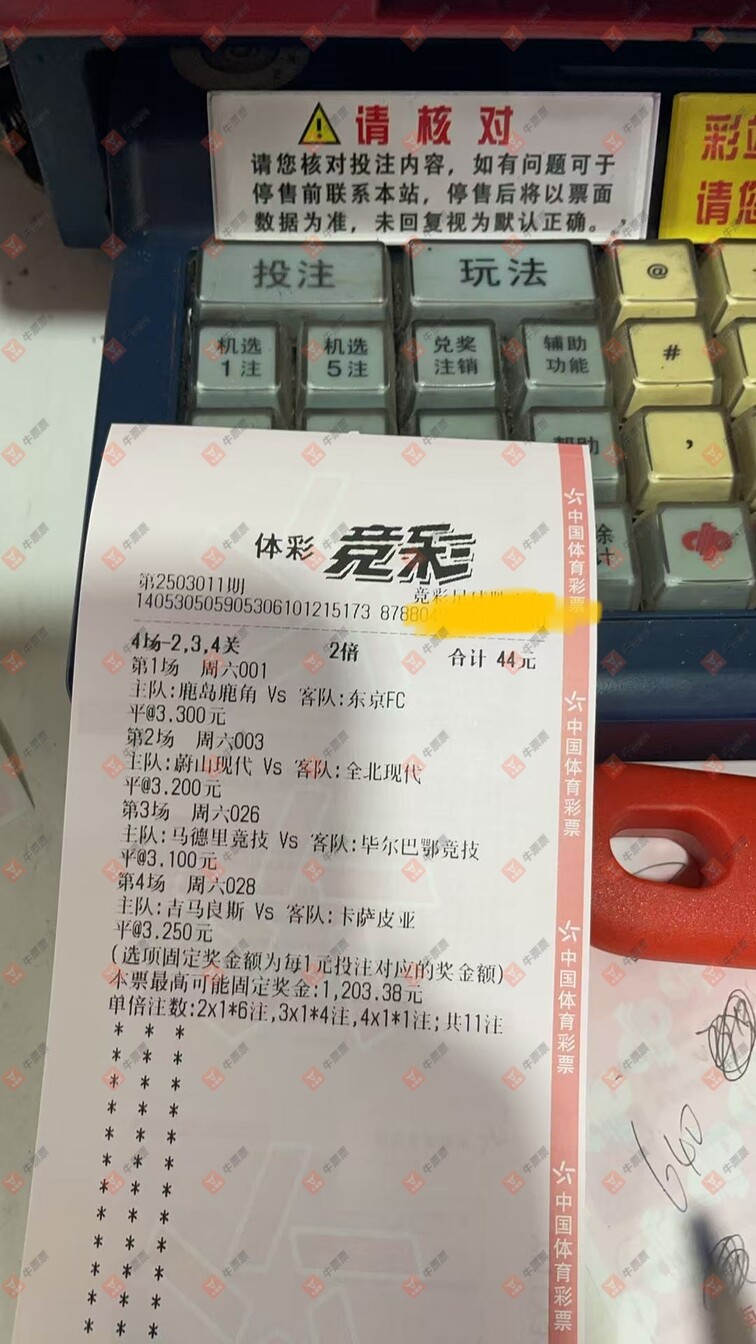 请核对
请您核对投注内容，如有问题可于
停售前联系本站，停售后将以票面
数据为准，未回复视为默认正确。
彩
请您
投注
玩法
@
机选
1注
机选
5注
兑奖
注销
辅助
功能
#
帮助
，
体彩 竞彩
第2503011期
竞彩
140530505905306101215173 8788
4场-2,3,4关 2倍 合计 44元
第1场 周六001
主队:鹿岛鹿角 Vs 客队:东京FC
平@3.300元
第2场 周六003
主队:蔚山现代 Vs 客队:全北现代
平@3.200元
第3场 周六026
主队:马德里竞技 Vs 客队:毕尔巴鄂竞技
平@3.100元
第4场 周六028
主队:吉马良斯 Vs 客队:卡萨皮亚
平@3.250元
(选项固定奖金额为每1元投注对应的奖金额)
本票最高可能固定奖金:1,203.38元
单倍注数:2x1*6注,3x1*4注,4x1*1注;共11注
* * *
* * *
* * *
* * *
* * *
* * *
* * *
* * *
* * *
* * *
* * *
* * *
中国体育彩票
中国体育彩票
中国体育彩票
中国体育彩票
640
牛票票